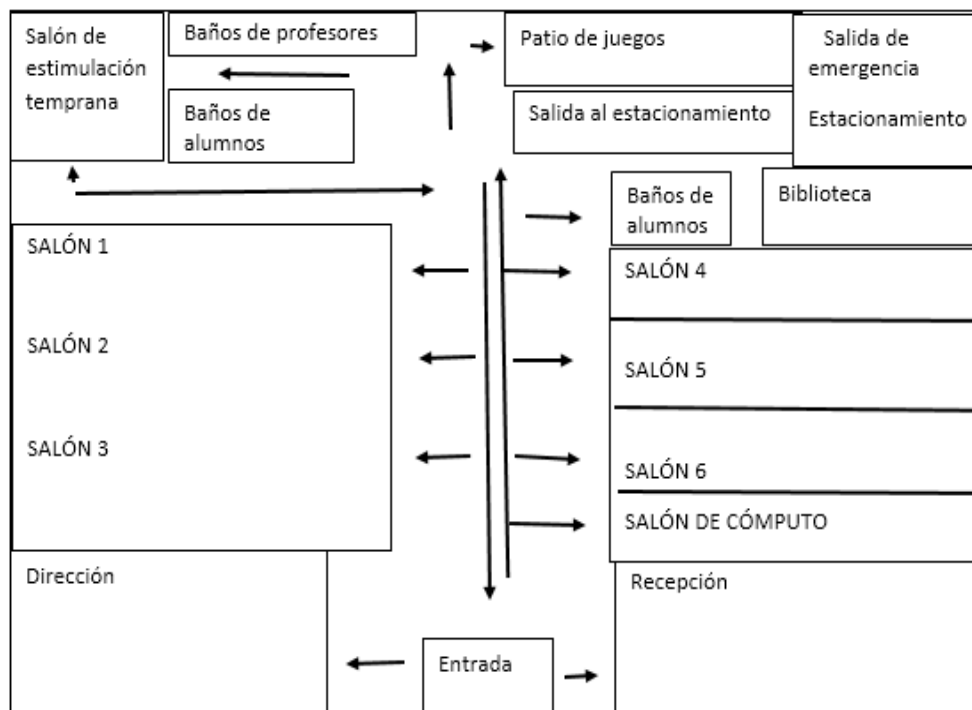 Salón de
estimulación
temprana
Baños de profesores
Baños de
alumnos
Patio de juegos
Salida al estacionamiento
Salida de
emergencia
Estacionamiento
Baños de
alumnos
Biblioteca
SALÓN 1
SALÓN 2
SALÓN 3
SALÓN 4
SALÓN 5
SALÓN 6
SALÓN DE CÓMPUTO
Dirección
Entrada
Recepción